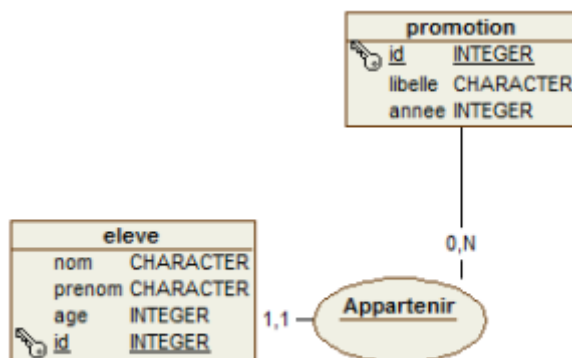 promotion
id INTEGER
libelle CHARACTER
annee INTEGER
0,N
eleve
nom CHARACTER
prenom CHARACTER
age INTEGER
id INTEGER
1,1
Appartenir